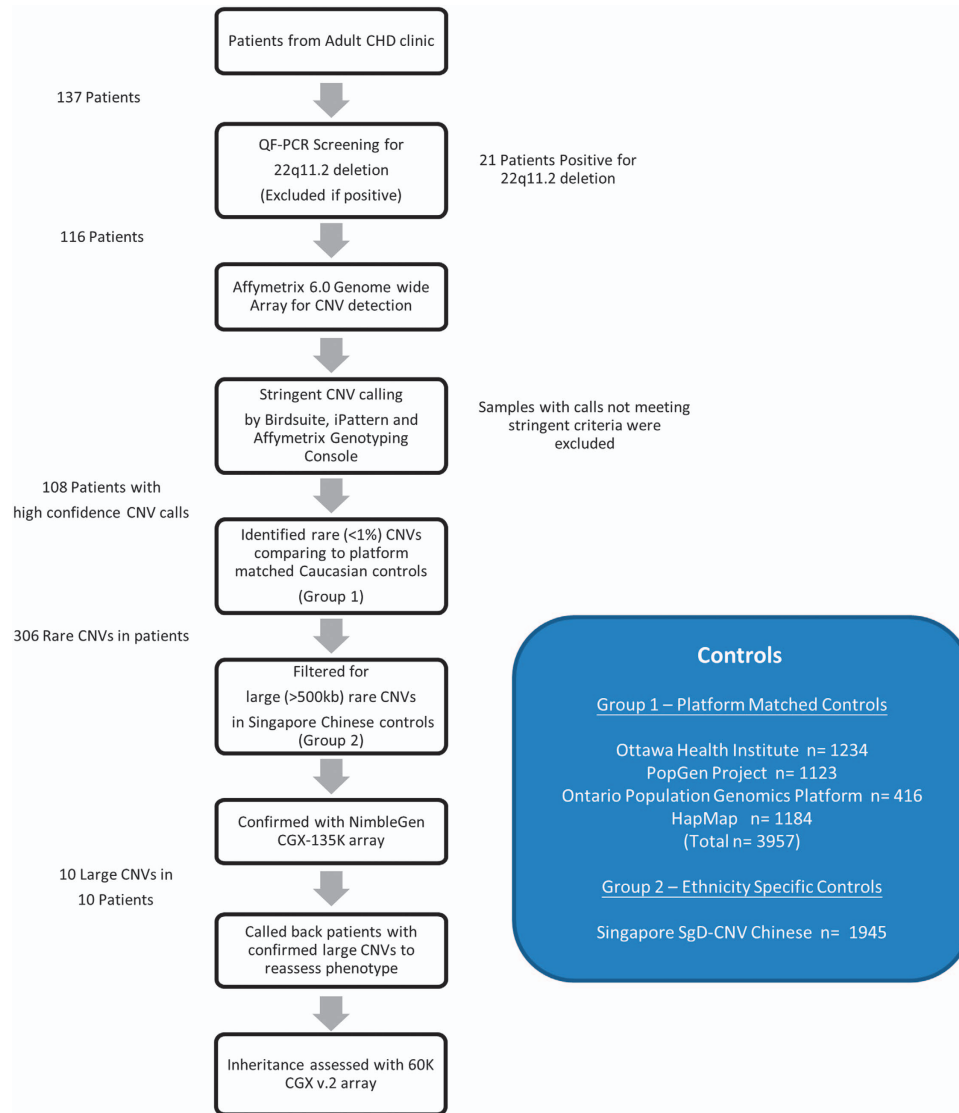 Patients from Adult CHD clinic
137 Patients
QF-PCR Screening for
22q11.2 deletion
(Excluded if positive)
21 Patients Positive for
22q11.2 deletion
116 Patients
Affymetrix 6.0 Genome wide
Array for CNV detection
Stringent CNV calling
by Birdsuite, iPattern and
Affymetrix Genotyping
Console
Samples with calls not meeting
stringent criteria were
excluded
108 Patients with
high confidence CNV calls
Identified rare (<1%) CNVs
comparing to platform
matched Caucasian controls
(Group 1)
306 Rare CNVs in patients
Filtered for
large (>500kb) rare CNVs
in Singapore Chinese controls
(Group 2)
Confirmed with NimbleGen
CGX-135K array
10 Large CNVs in
10 Patients
Called back patients with
confirmed large CNVs to
reassess phenotype
Inheritance assessed with 60K
CGX v.2 array
Controls
Group 1 – Platform Matched Controls
Ottawa Health Institute n= 1234
PopGen Project n= 1123
Ontario Population Genomics Platform n= 416
HapMap n= 1184
(Total n= 3957)
Group 2 – Ethnicity Specific Controls
Singapore SgD-CNV Chinese n= 1945